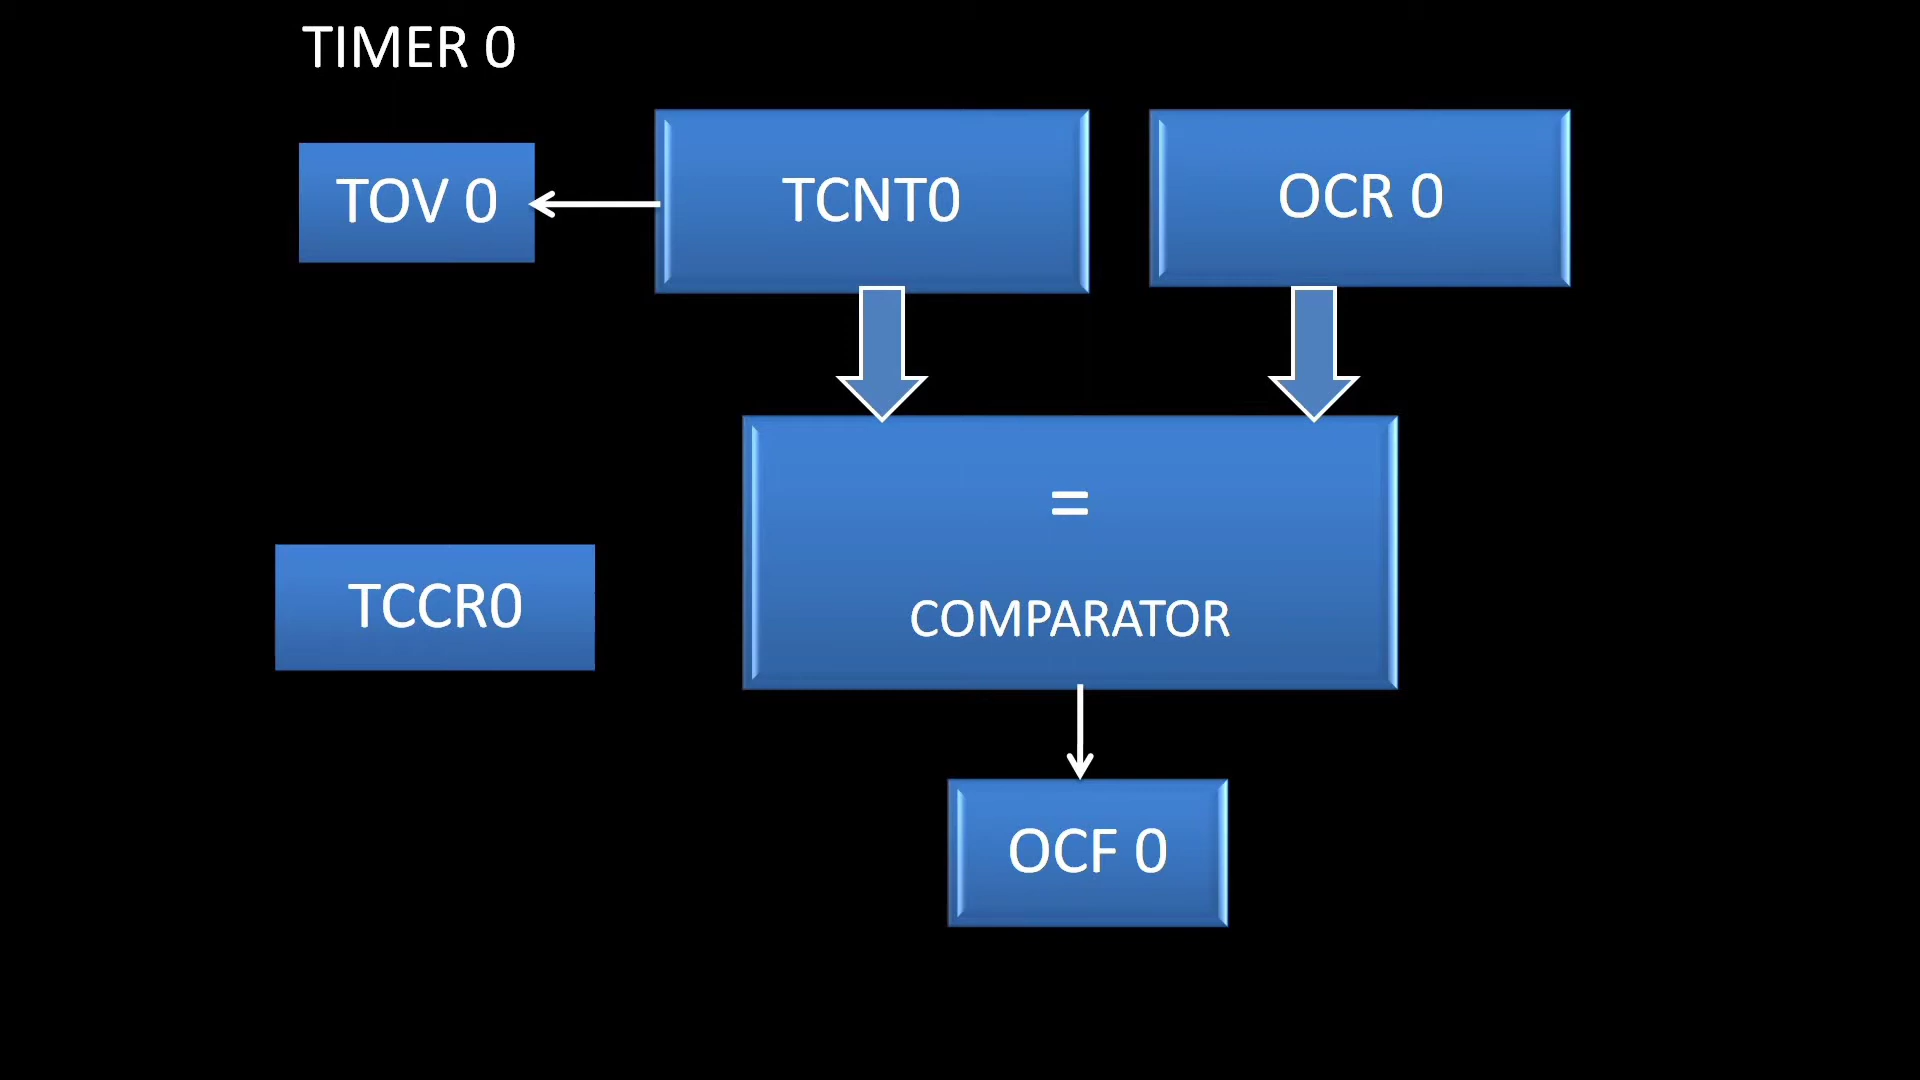 TIMER 0
TOV 0
TCNT0
OCR 0
=
COMPARATOR
TCCR0
OCF 0